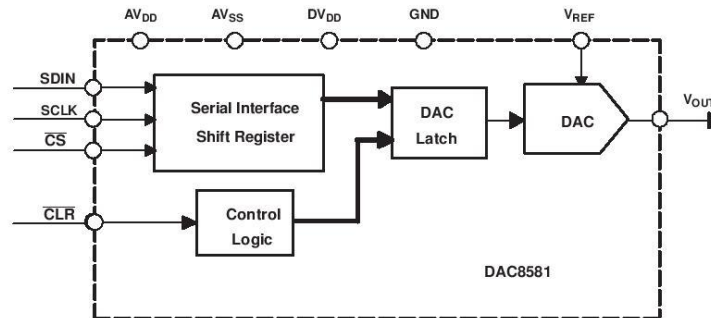 AVDD AVSS DVDD GND VREF
SDIN
SCLK
CS
CLR
Serial Interface
Shift Register
DAC
Latch
DAC
VOUT
Control
Logic
DAC8581